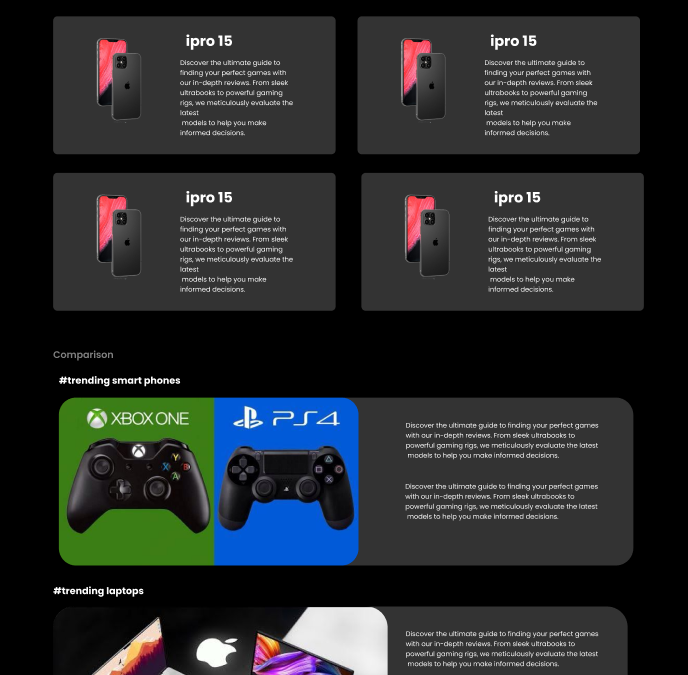 ipro 15
Discover the ultimate guide to
finding your perfect games with
our in-depth reviews. From sleek
ultrabooks to powerful gaming
rigs, we meticulously evaluate the
latest
models to help you make
informed decisions.
ipro 15
Discover the ultimate guide to
finding your perfect games with
our in-depth reviews. From sleek
ultrabooks to powerful gaming
rigs, we meticulously evaluate the
latest
models to help you make
informed decisions.
ipro 15
Discover the ultimate guide to
finding your perfect games with
our in-depth reviews. From sleek
ultrabooks to powerful gaming
rigs, we meticulously evaluate the
latest
models to help you make
informed decisions.
ipro 15
Discover the ultimate guide to
finding your perfect games with
our in-depth reviews. From sleek
ultrabooks to powerful gaming
rigs, we meticulously evaluate the
latest
models to help you make
informed decisions.
Comparison
#trending smart phones
XBOX ONE
PS4
Y
X B
A
Discover the ultimate guide to finding your perfect games
with our in-depth reviews. From sleek ultrabooks to
powerful gaming rigs, we meticulously evaluate the latest
models to help you make informed decisions.
Discover the ultimate guide to finding your perfect games
with our in-depth reviews. From sleek ultrabooks to
powerful gaming rigs, we meticulously evaluate the latest
models to help you make informed decisions.
#trending laptops
Discover the ultimate guide to finding your perfect games
with our in-depth reviews. From sleek ultrabooks to
powerful gaming rigs, we meticulously evaluate the latest
models to help you make informed decisions.